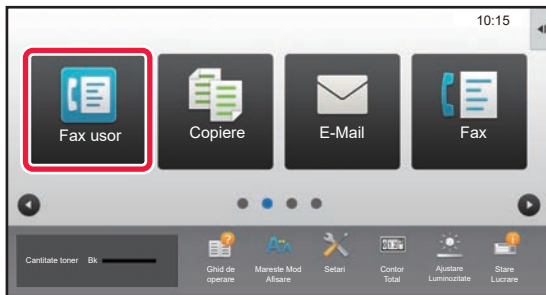 10:15
Fax usor
Copiere
E-Mail
Fax
Cantitate toner Bk
Ghid de
operare
Mareste Mod
Afisare
Setari
Contor
Total
Ajustare
Luminozitate
Stare
Lucrare